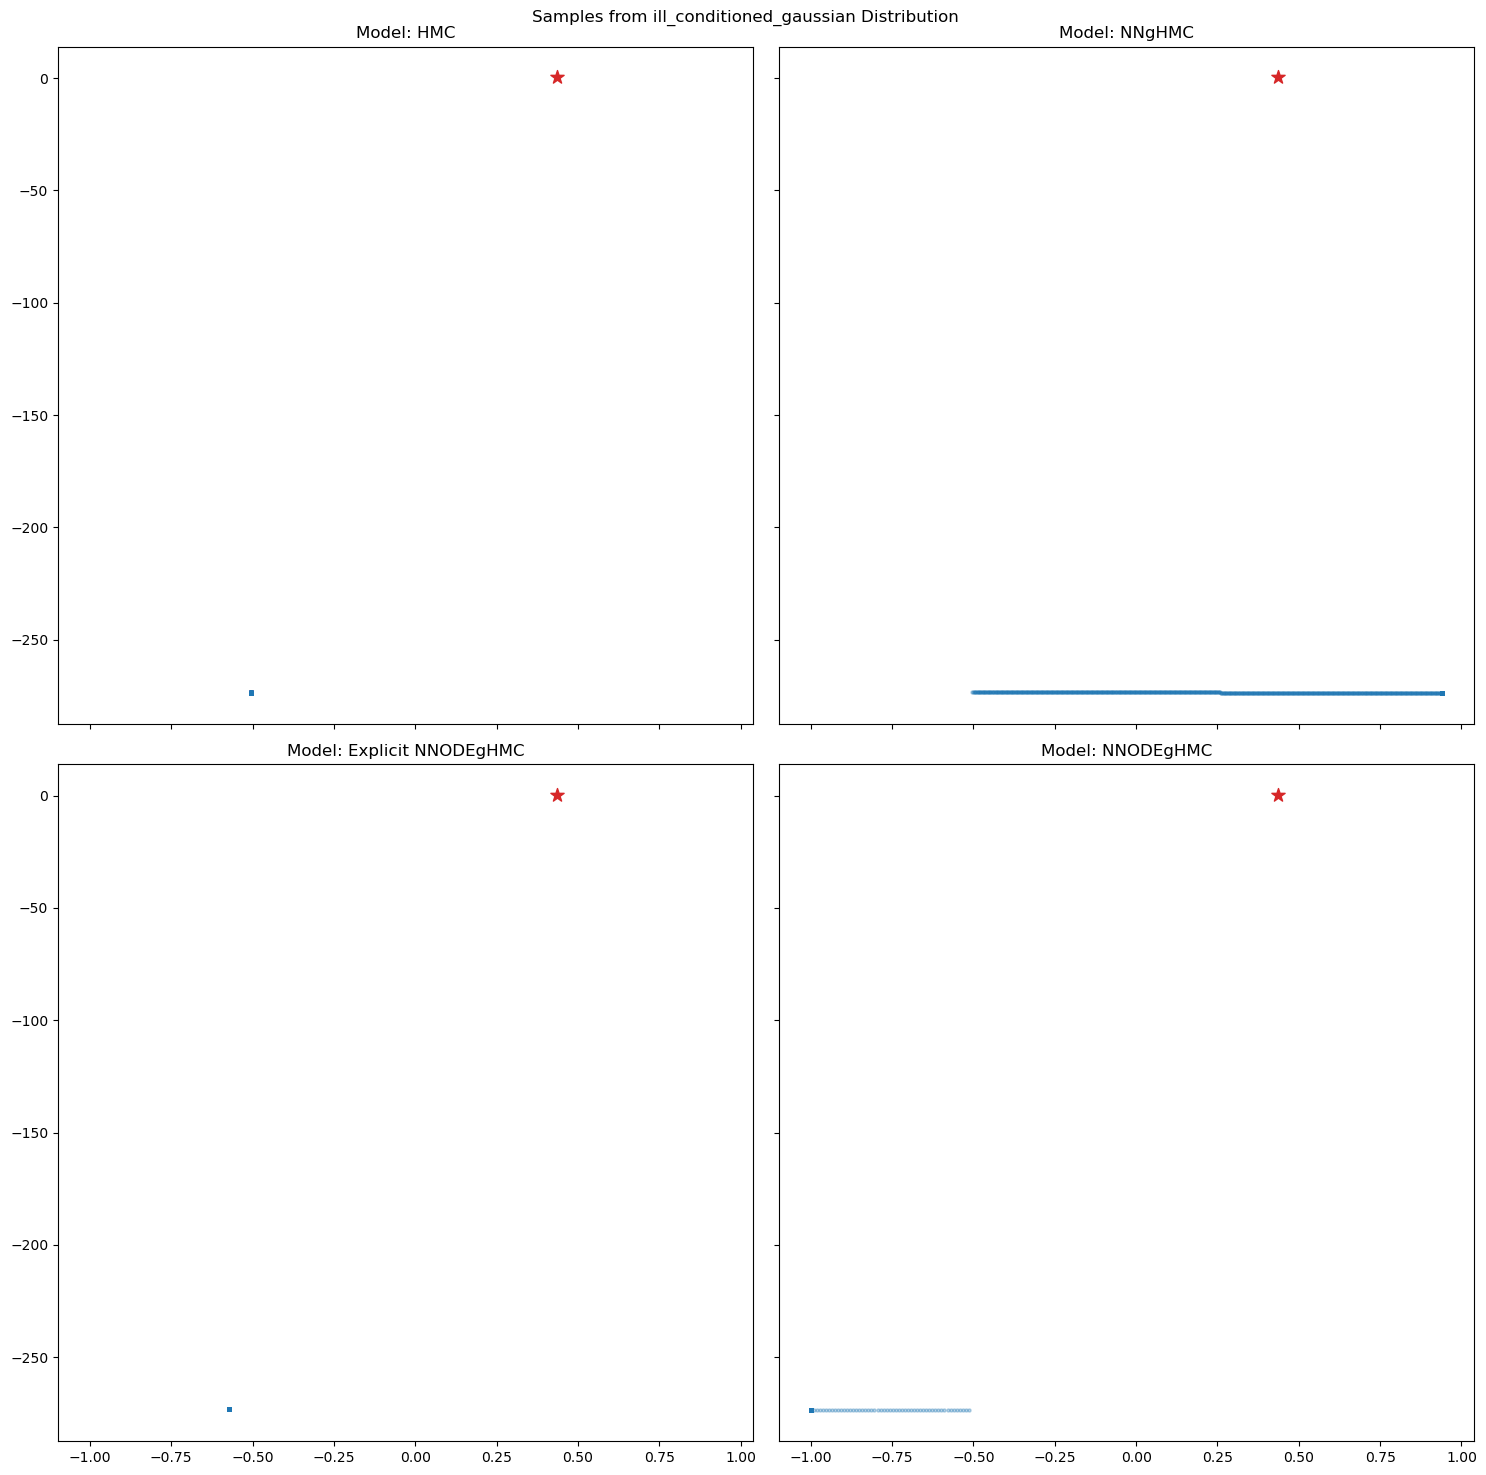 Samples from ill_conditioned_gaussian Distribution
Model: HMC
Model: NNgHMC
0
−50
−100
−150
−200
−250
Model: Explicit NNODEgHMC
Model: NNODEgHMC
0
−50
−100
−150
−200
−250
−1.00 −0.75 −0.50 −0.25 0.00 0.25 0.50 0.75 1.00
−1.00 −0.75 −0.50 −0.25 0.00 0.25 0.50 0.75 1.00